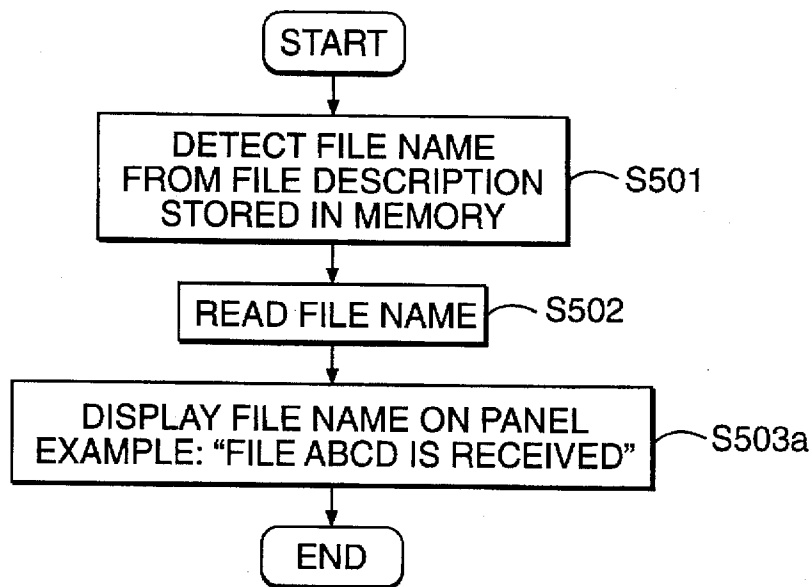 START
DETECT FILE NAME
FROM FILE DESCRIPTION
STORED IN MEMORY
S501
READ FILE NAME
S502
DISPLAY FILE NAME ON PANEL
EXAMPLE: “FILE ABCD IS RECEIVED”
S503a
END